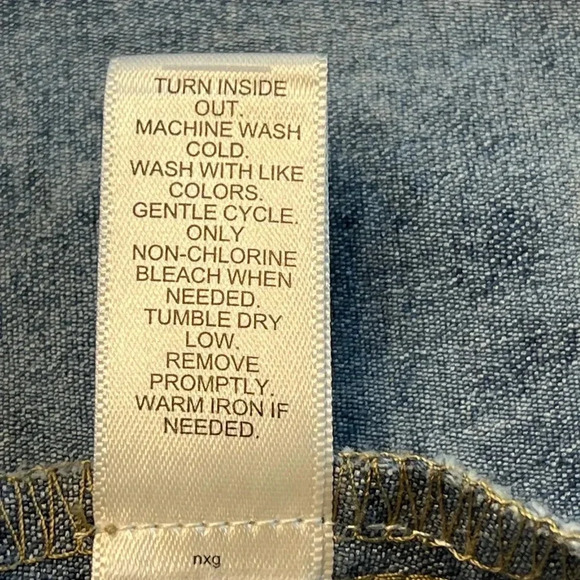 TURN INSIDE
OUT.
MACHINE WASH
COLD.
WASH WITH LIKE
COLORS.
GENTLE CYCLE.
ONLY
NON-CHLORINE
BLEACH WHEN
NEEDED.
TUMBLE DRY
LOW.
REMOVE
PROMPTLY.
WARM IRON IF
NEEDED.
nxg